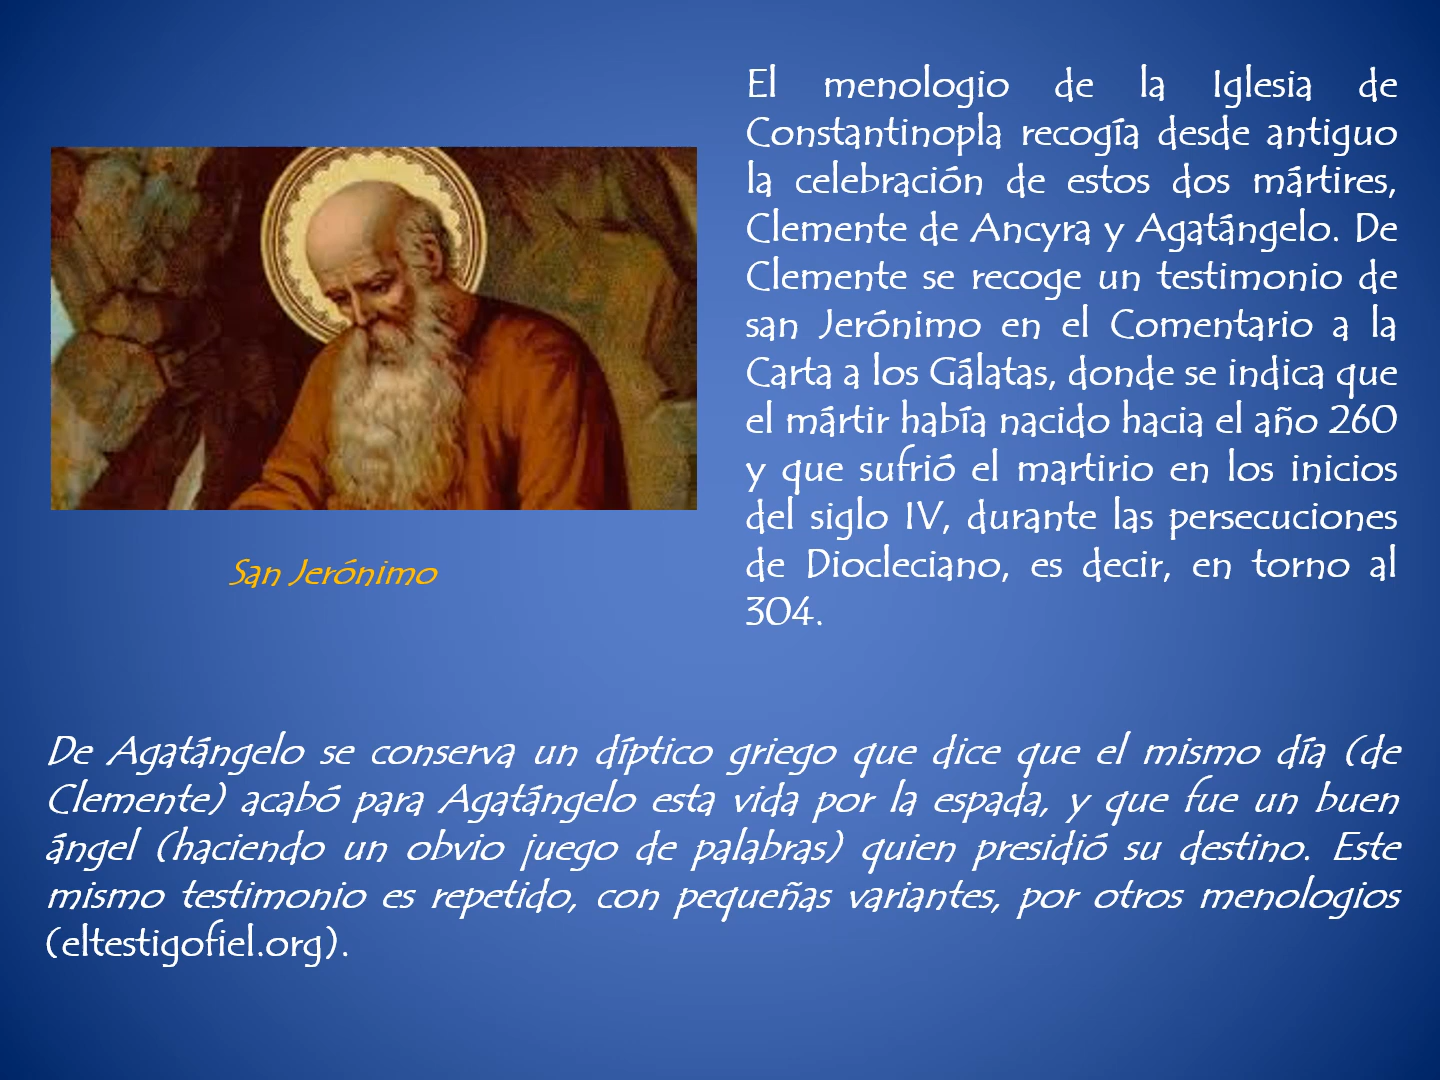 El menologio de la Iglesia de
Constantinopla recogía desde antiguo
la celebración de estos dos mártires,
Clemente de Ancyra y Agatángelo. De
Clemente se recoge un testimonio de
san Jerónimo en el Comentario a la
Carta a los Gálatas, donde se indica que
el mártir había nacido hacia el año 260
y que sufrió el martirio en los inicios
del siglo IV, durante las persecuciones
de Diocleciano, es decir, en torno al
304.
San Jerónimo
De Agatángelo se conserva un díptico griego que dice que el mismo día (de
Clemente) acabó para Agatángelo esta vida por la espada, y que fue un buen
ángel (haciendo un obvio juego de palabras) quien presidió su destino. Este
mismo testimonio es repetido, con pequeñas variantes, por otros menologios
(eltestigofiel.org).